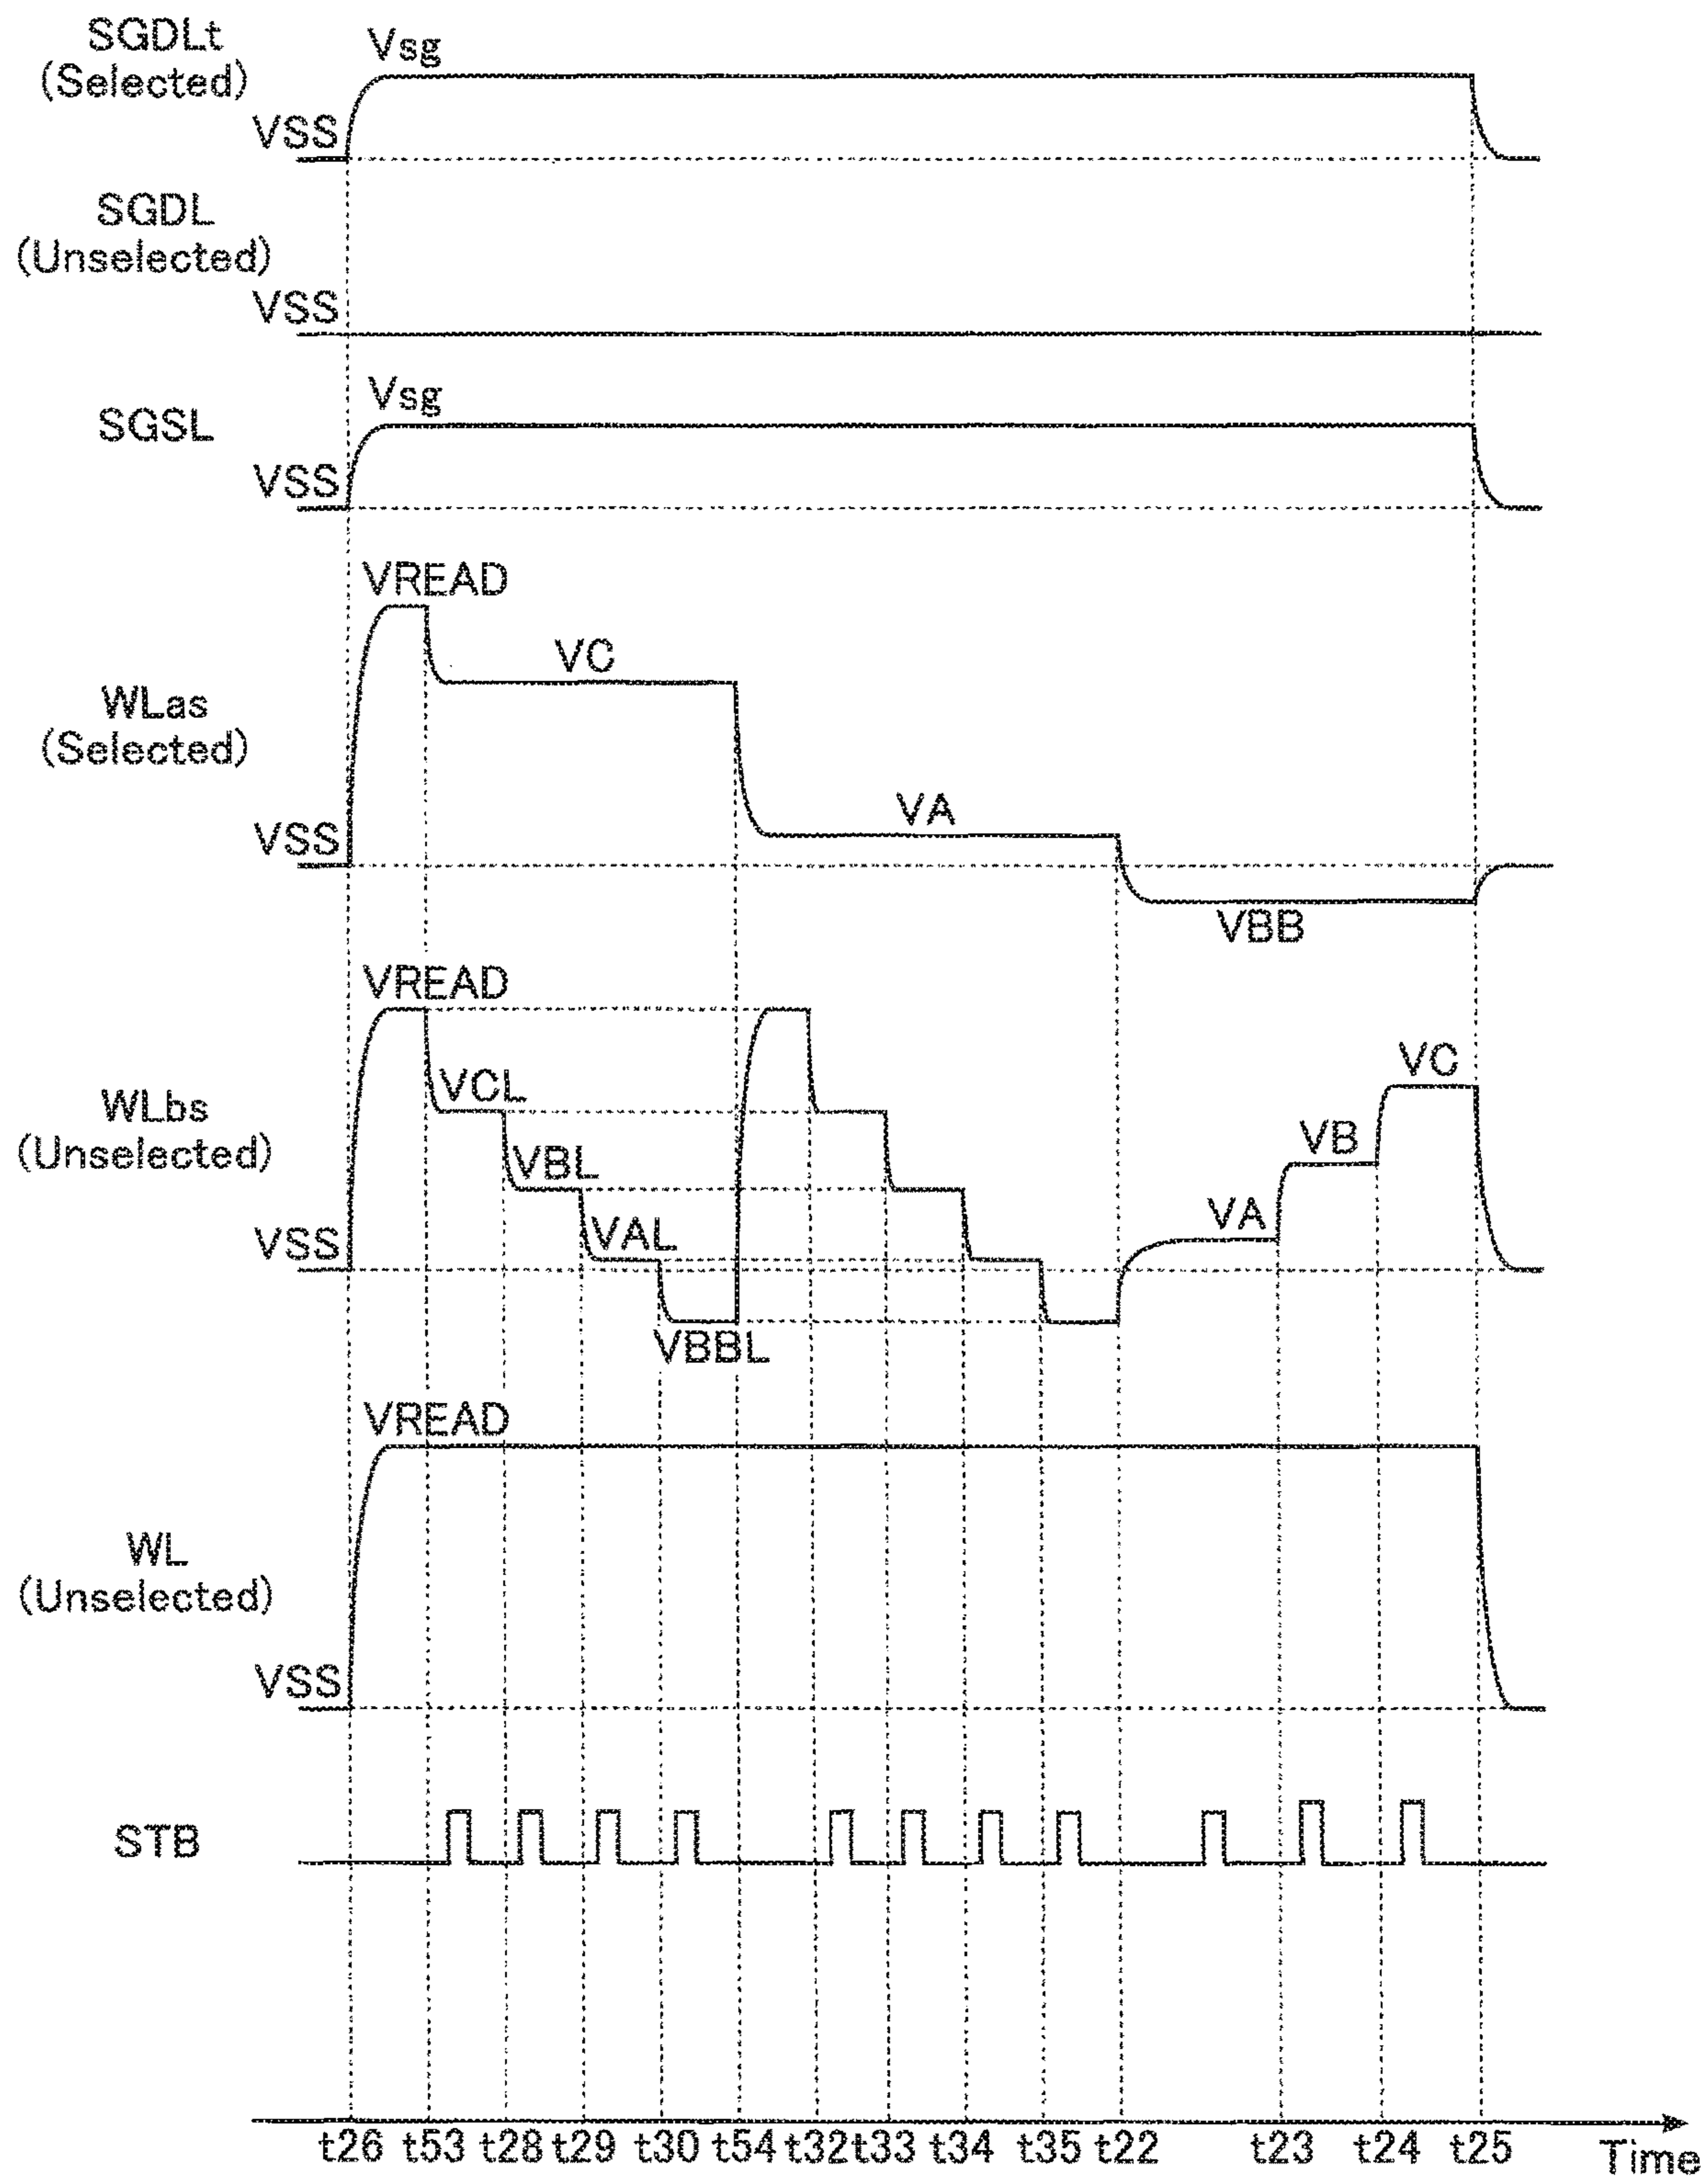 SGDLt
(Selected)
Vsg
VSS
SGDL
(Unselected)
VSS
SGSL
Vsg
VSS
WLas
(Selected)
VREAD
VC
VA
VSS
VBB
WLbs
(Unselected)
VREAD
VCL
VBL
VAL
VSS
VBBL
VA
VB
VC
WL
(Unselected)
VREAD
VSS
STB
t26 t53 t28 t29 t30 t54 t32 t33 t34 t35 t22 t23 t24 t25
Time